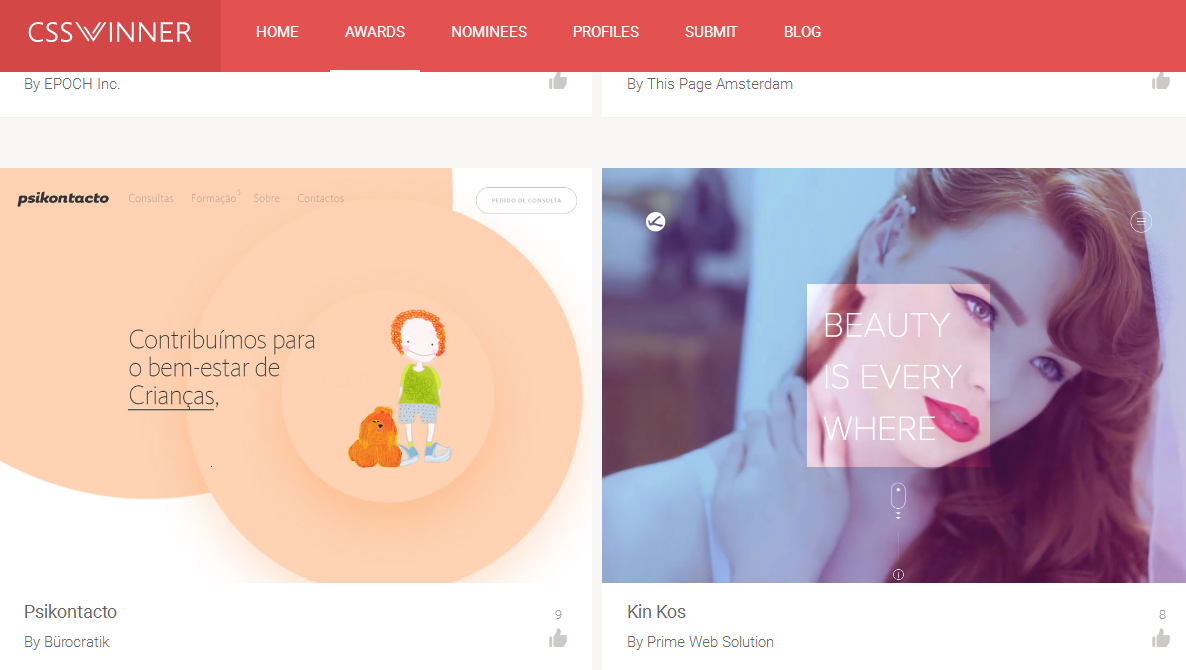 CSSWINNER HOME AWARDS NOMINEES PROFILES SUBMIT BLOG
By EPOCH Inc.
By This Page Amsterdam
psikontacto Consultas Formação 5 Sobre Contactos PEDIDO DE CONSULTA
Contribuímos para
o bem-estar de
Crianças,
BEAUTY
IS EVERY
WHERE
Psikontacto 9
By Bürocratik
Kin Kos 8
By Prime Web Solution